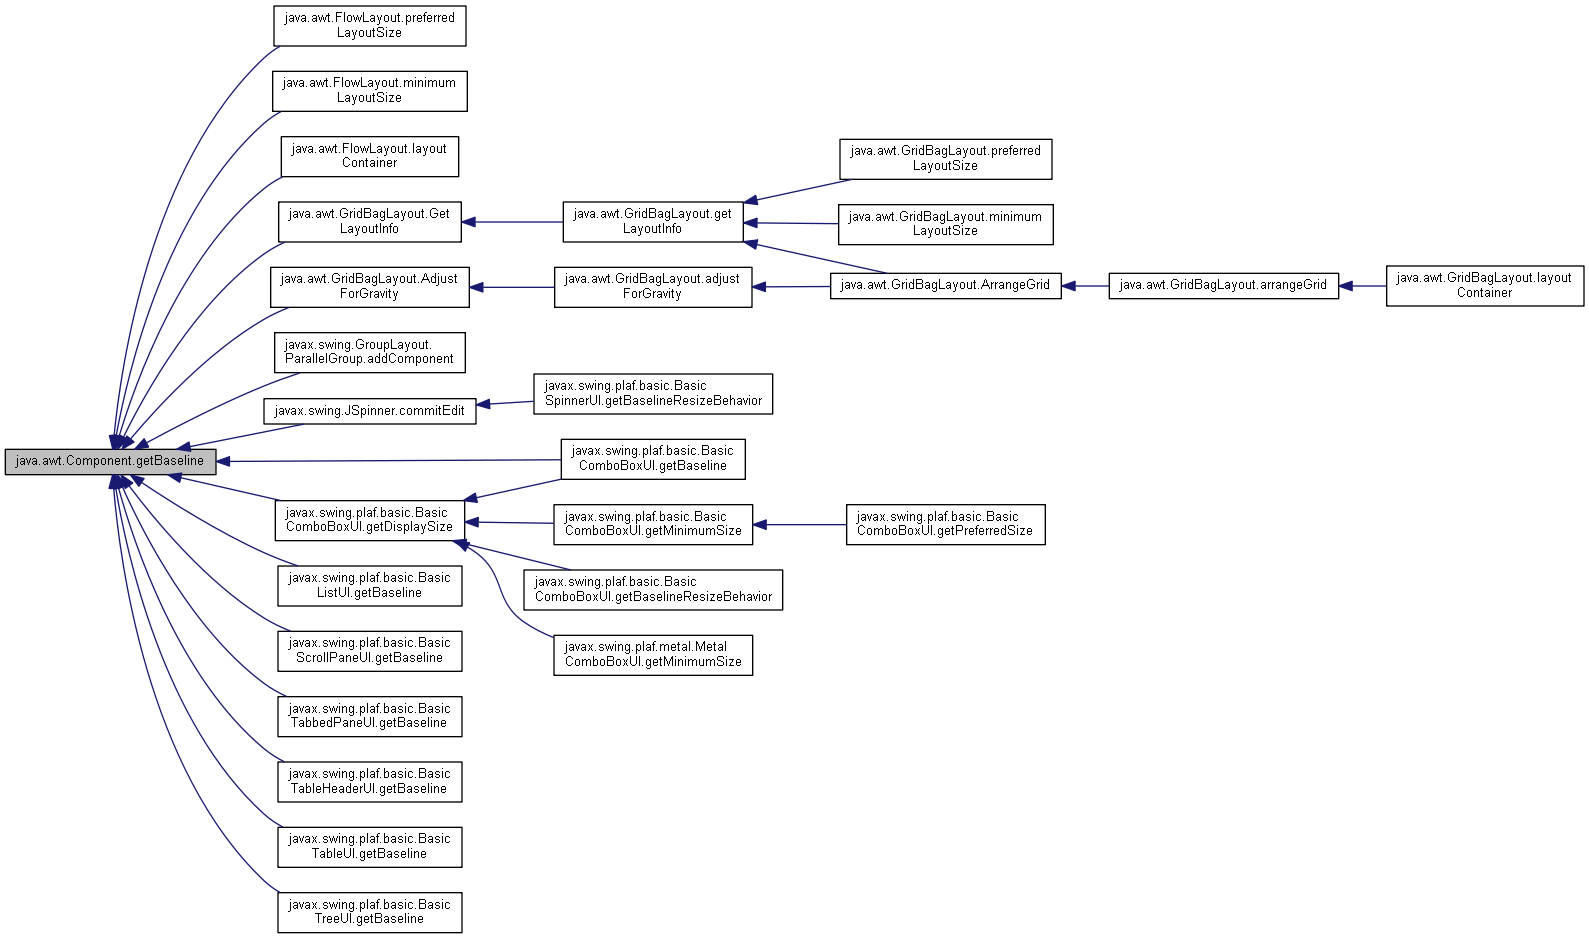 java.awt.FlowLayout.preferred
LayoutSize
java.awt.FlowLayout.minimum
LayoutSize
java.awt.FlowLayout.layout
Container
java.awt.GridBagLayout.preferred
LayoutSize
java.awt.GridBagLayout.Get
LayoutInfo
java.awt.GridBagLayout.get
LayoutInfo
java.awt.GridBagLayout.minimum
LayoutSize
java.awt.GridBagLayout.Adjust
ForGravity
java.awt.GridBagLayout.adjust
ForGravity
java.awt.GridBagLayout.ArrangeGrid
java.awt.GridBagLayout.arrangeGrid
java.awt.GridBagLayout.layout
Container
javax.swing.GroupLayout.
ParallelGroup.addComponent
javax.swing.JSpinner.commitEdit
javax.swing.plaf.basic.Basic
SpinnerUI.getBaselineResizeBehavior
java.awt.Component.getBaseline
javax.swing.plaf.basic.Basic
ComboBoxUI.getBaseline
javax.swing.plaf.basic.Basic
ComboBoxUI.getDisplaySize
javax.swing.plaf.basic.Basic
ComboBoxUI.getMinimumSize
javax.swing.plaf.basic.Basic
ComboBoxUI.getPreferredSize
javax.swing.plaf.basic.Basic
ListUI.getBaseline
javax.swing.plaf.basic.Basic
ComboBoxUI.getBaselineResizeBehavior
javax.swing.plaf.basic.Basic
ScrollPaneUI.getBaseline
javax.swing.plaf.metal.Metal
ComboBoxUI.getMinimumSize
javax.swing.plaf.basic.Basic
TabbedPaneUI.getBaseline
javax.swing.plaf.basic.Basic
TableHeaderUI.getBaseline
javax.swing.plaf.basic.Basic
TableUI.getBaseline
javax.swing.plaf.basic.Basic
TreeUI.getBaseline